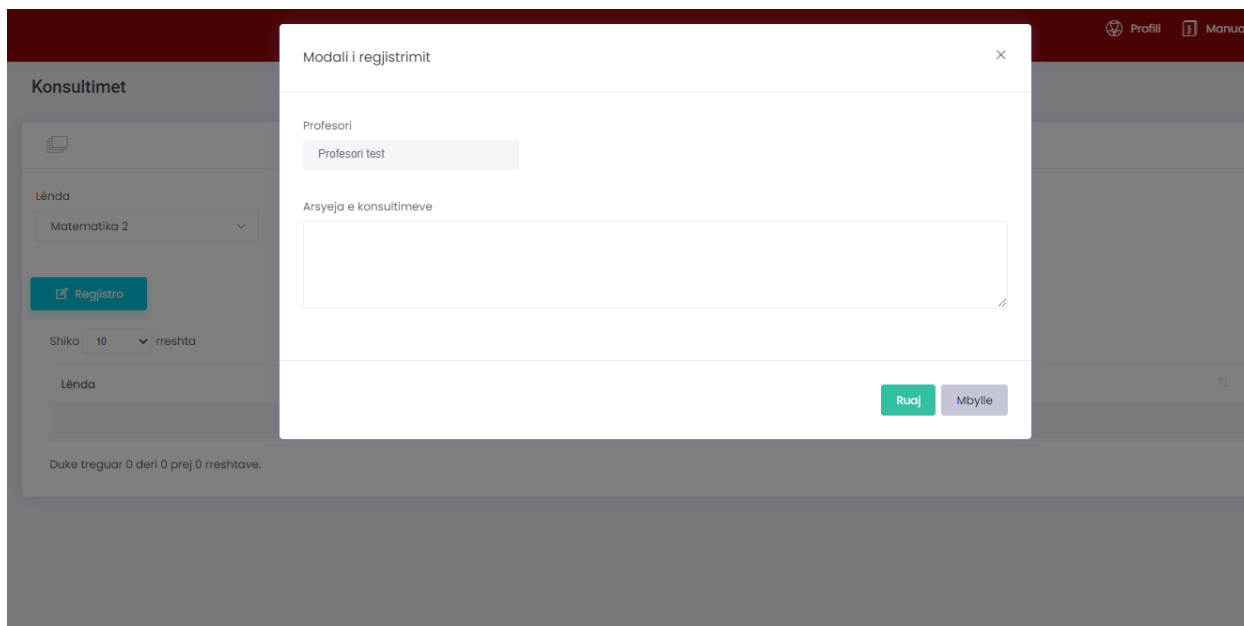 Profili
Manua
Konsultimet
Modali i regjistrimit
Profesori
Profesori test
Arsyeja e konsultimeve
Ruaj
Mbylle
Lënda
Matematika 2
Regjistro
Shiko 10 rreshta
Lënda
Duke treguar 0 deri 0 prej 0 rreshtave.